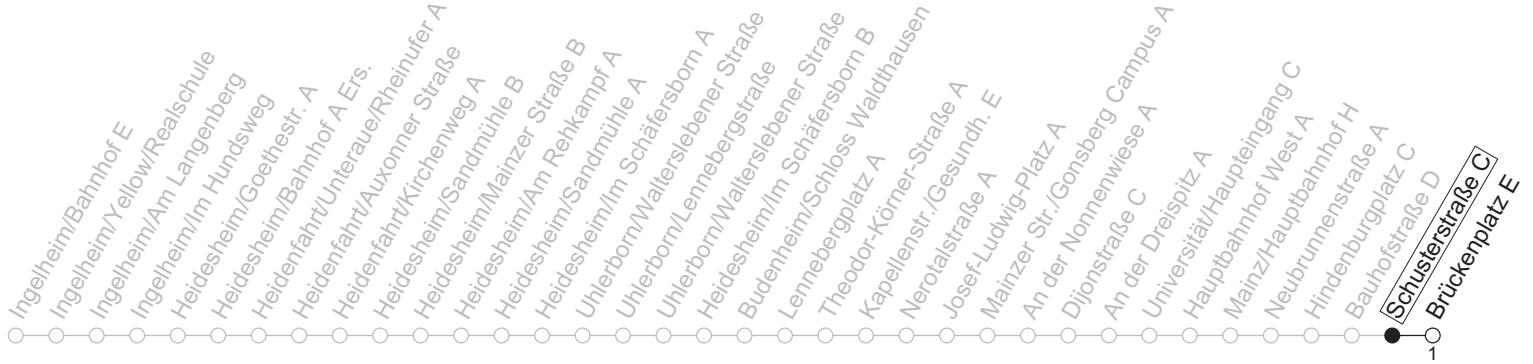 Ingelheim/Bahnhof E
Ingelheim/Yellow/Realschule
Ingelheim/Am Langenberg
Ingelheim/Im Hundsweg
Heidesheim/Goethestr. A
Heidesheim/Bahnhof A Ers.
Heidenfahrt/Unteraue/Rheinufer A
Heidenfahrt/Auxonner Straße
Heidenfahrt/Kirchenweg A
Heidesheim/Sandmühle B
Heidesheim/Mainzer Straße B
Heidesheim/Am Rehkampf A
Heidesheim/Sandmühle A
Heidesheim/Im Schäfersborn A
Uhlerborn/Walterslebener Straße
Uhlerborn/Lennebergstraße
Uhlerborn/Walterslebener Straße
Heidesheim/Im Schäfersborn B
Budenheim/Schloss Waldthausen
Lennebergplatz A
Theodor-Körner-Straße A
Kapellenstr./Gesundh. E
Nerotalstraße A
Josef-Ludwig-Platz A
Mainzer Str./Gonsberg Campus A
An der Nonnenwiese A
Dijonstraße C
An der Dreispitz A
Universität/Haupteingang C
Hauptbahnhof West A
Mainz/Hauptbahnhof H
Neubrunnenstraße A
Hindenburgplatz C
Bauhofstraße D
Schusterstraße C
Brückenplatz E
1